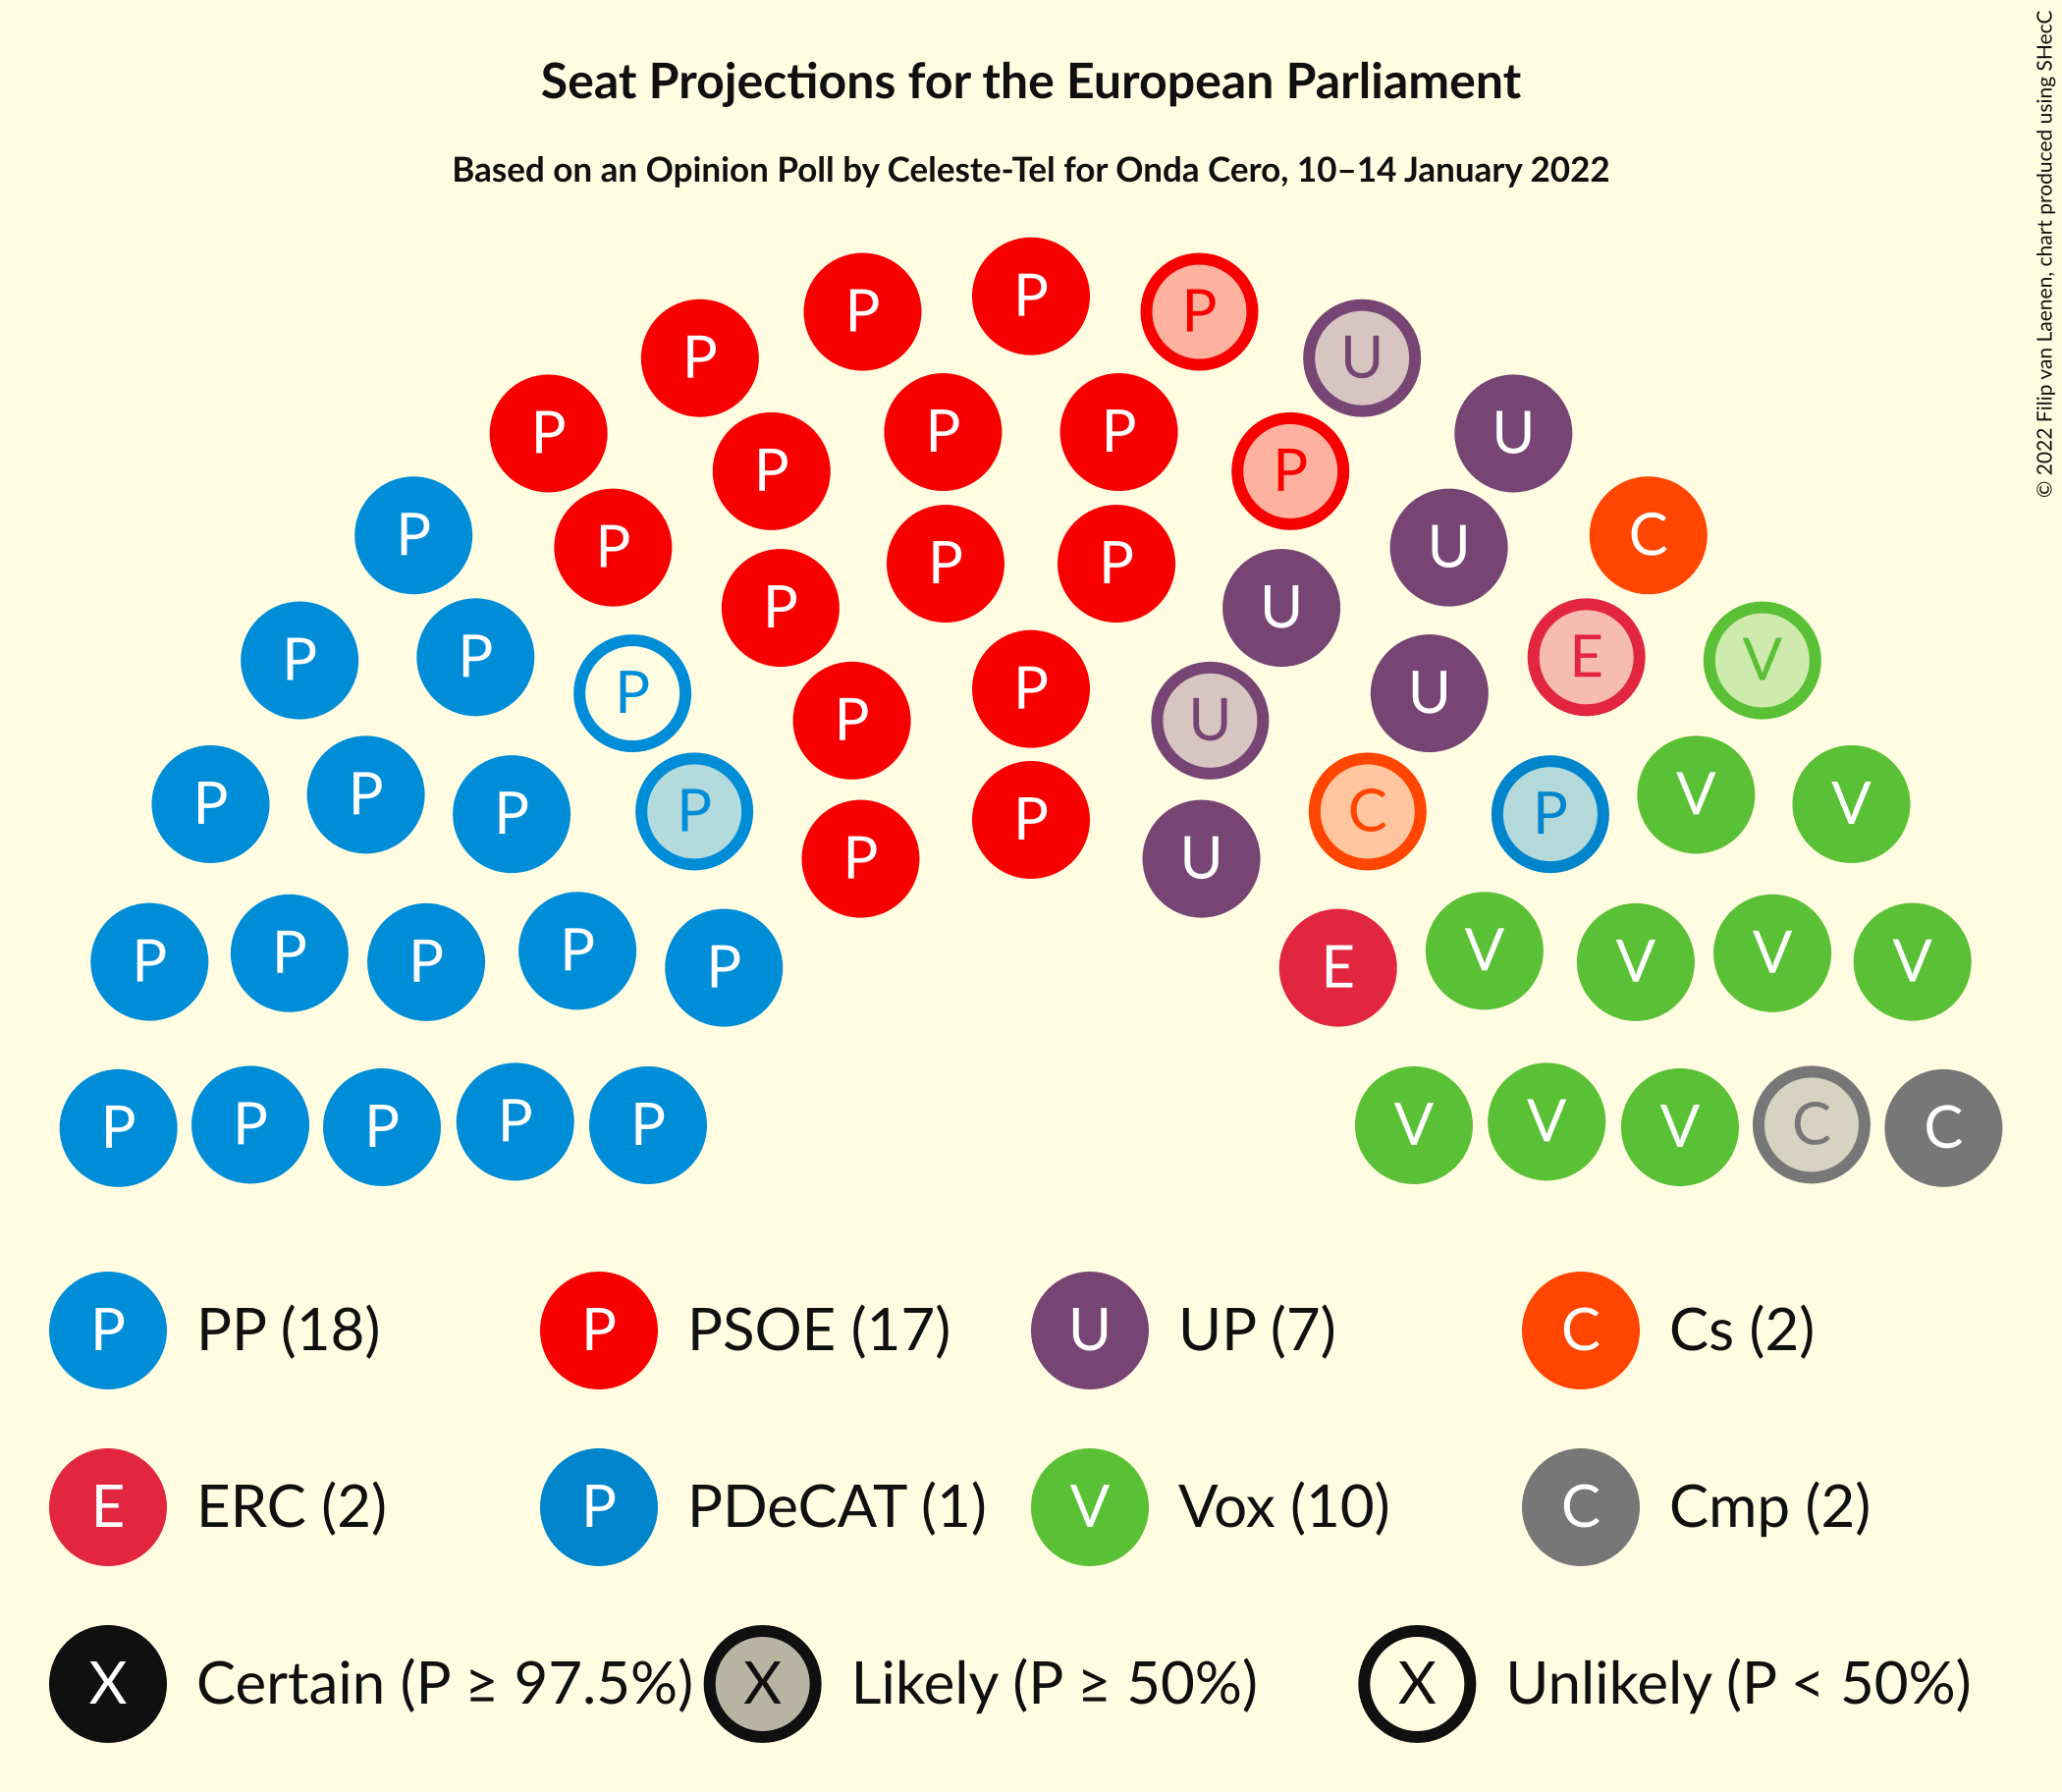 Seat Projections for the European Parliament
Based on an Opinion Poll by Celeste-Tel for Onda Cero, 10–14 January 2022
© 2022 Filip van Laenen, chart produced using SHecC
P
P P
P P U
P P U
P P P P
P C
P P U
P P U
P P
P E V
P P U
P P U
P P V V
P C
P P
P P
P U
P P P P P E V V V V
P P P P P V V V C C
P PP (18) P PSOE (17) U UP (7) C Cs (2)
E ERC (2) P PDeCAT (1) V Vox (10) C Cmp (2)
X Certain (P ≥ 97.5%) X Likely (P ≥ 50%) X Unlikely (P < 50%)